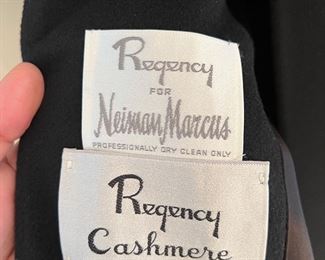 Regency
FOR
Neiman Marcus
PROFESSIONALLY DRY CLEAN ONLY
Regency
Cashmere